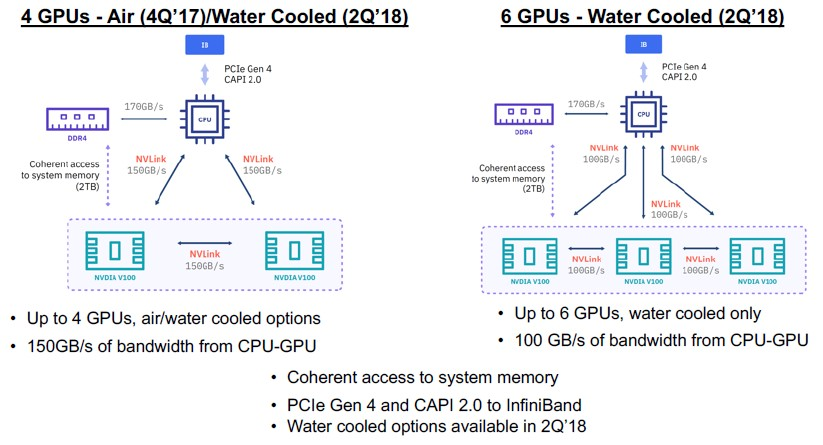 4 GPUs - Air (4Q'17)/Water Cooled (2Q'18)
IB
PCIe Gen 4
CAPI 2.0
170GB/s
CPU
DDR4
Coherent access
to system memory
(2TB)
NVLink
150GB/s
NVLink
150GB/s
NVLink
150GB/s
NVDIA V100
NVDIA V100
• Up to 4 GPUs, air/water cooled options
• 150GB/s of bandwidth from CPU-GPU
6 GPUs - Water Cooled (2Q'18)
IB
PCIe Gen 4
CAPI 2.0
170GB/s
CPU
DDR4
Coherent access
to system memory
(2TB)
NVLink
100GB/s
NVLink
100GB/s
NVLink
100GB/s
NVLink
100GB/s
NVLink
100GB/s
NVDIA V100
NVDIA V100
NVDIA V100
• Up to 6 GPUs, water cooled only
• 100 GB/s of bandwidth from CPU-GPU
• Coherent access to system memory
• PCIe Gen 4 and CAPI 2.0 to InfiniBand
• Water cooled options available in 2Q'18